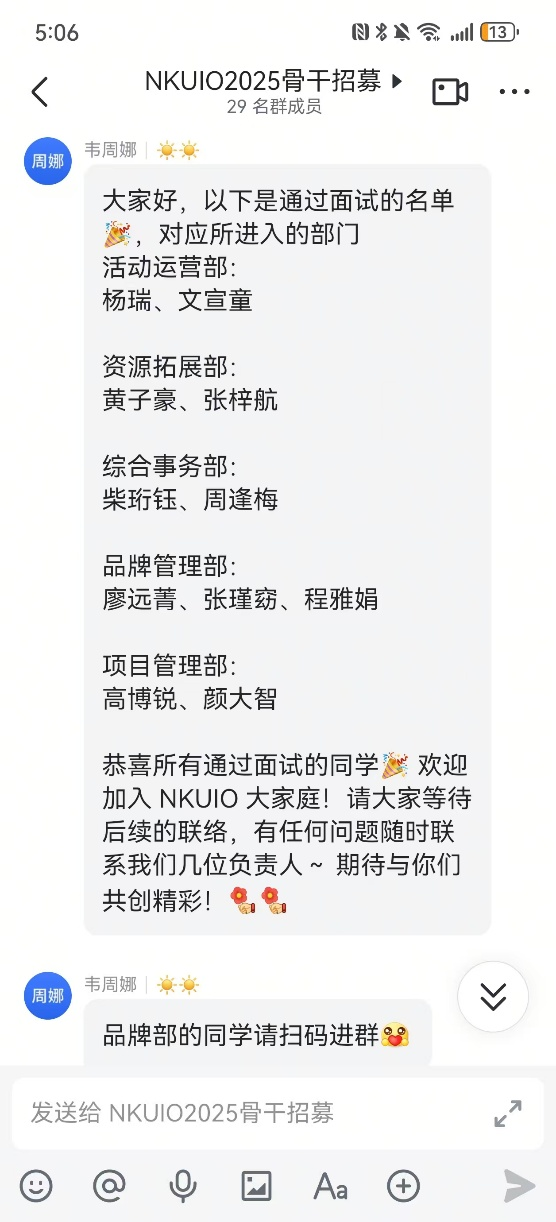 5:06
13
NKUIO2025骨干招募
29 名群成员
周娜
韦周娜
大家好，以下是通过面试的名单
🎉，对应所进入的部门
活动运营部：
杨瑞、文宣童
资源拓展部：
黄子豪、张梓航
综合事务部：
柴珩钰、周逢梅
品牌管理部：
廖远菁、张瑾窈、程雅娟
项目管理部：
高博锐、颜大智
恭喜所有通过面试的同学🎉 欢迎
加入 NKUIO 大家庭！请大家等待
后续的联络，有任何问题随时联
系我们几位负责人 ~ 期待与你们
共创精彩！
周娜
韦周娜
品牌部的同学请扫码进群
发送给 NKUIO2025骨干招募
Aa